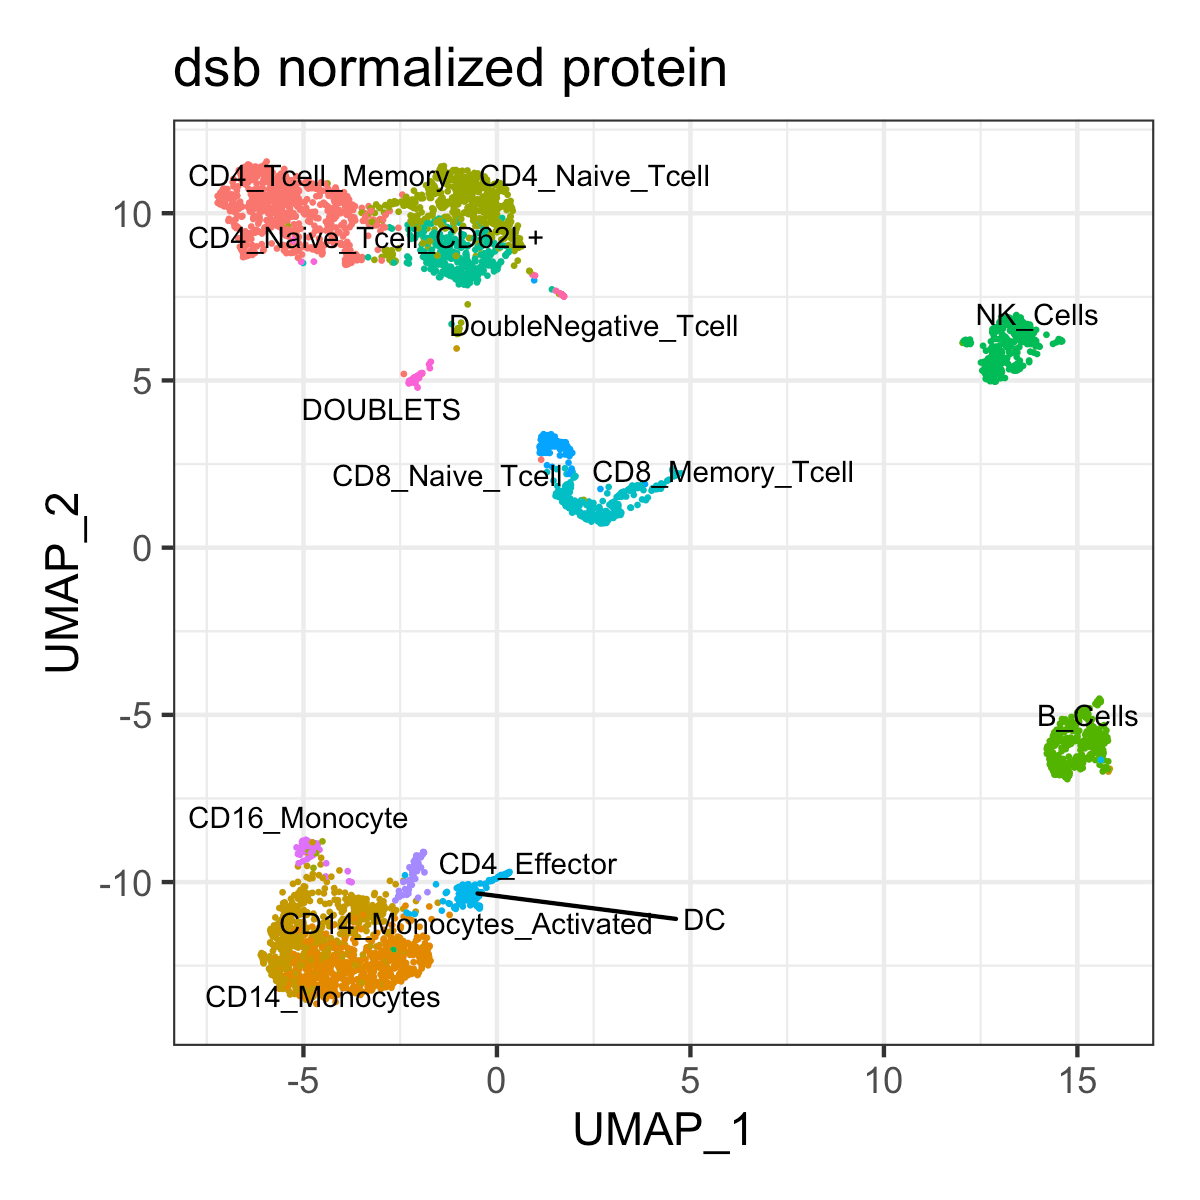 dsb normalized protein
CD4_Tcell_Memory
CD4_Naive_Tcell
10
CD4_Naive_Tcell_CD62L+
NK_Cells
DoubleNegative_Tcell
5
DOUBLETS
CD8_Naive_Tcell
CD8_Memory_Tcell
UMAP_2
0
-5
B_Cells
CD16_Monocyte
CD4_Effector
-10
CD14_Monocytes_Activated
DC
CD14_Monocytes
-5 0 5 10 15
UMAP_1